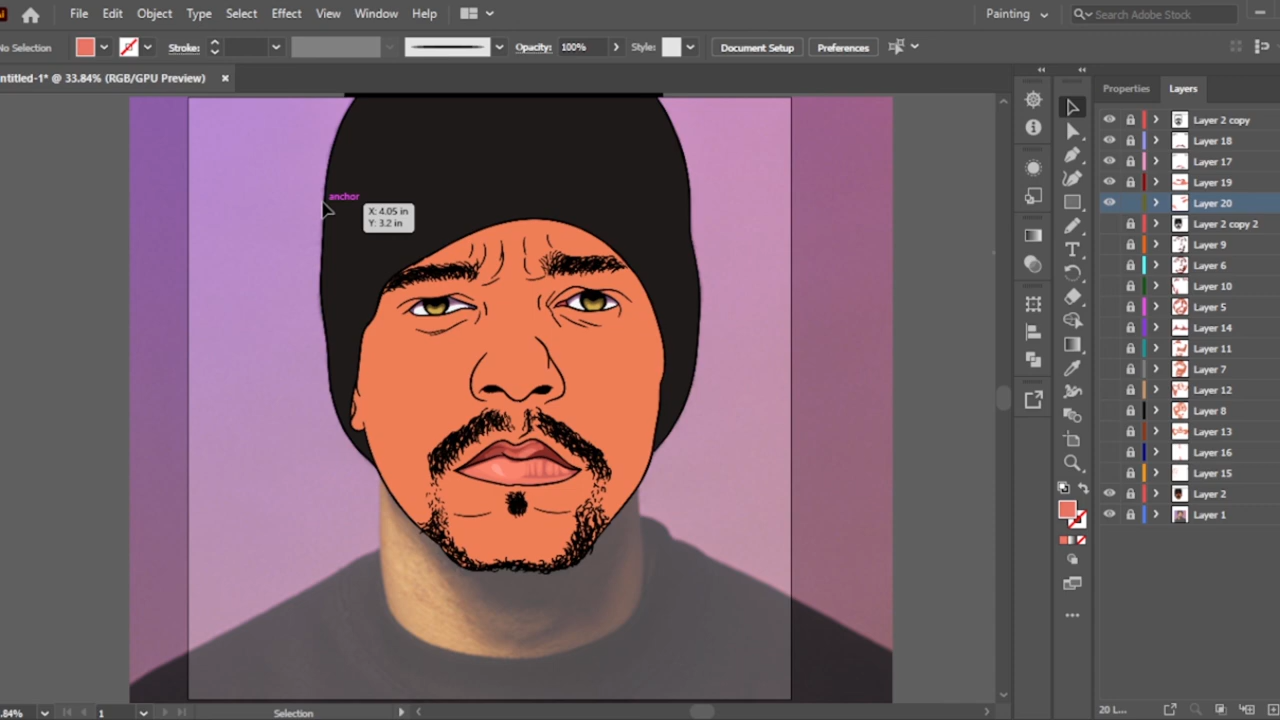 File Edit Object Type Select Effect View Window Help Painting Search Adobe Stock
No Selection Stroke: Opacity: 100% Style: Document Setup Preferences
ntitled-1* @ 33.84% (RGB/GPU Preview) ×
Properties Layers
Layer 2 copy
Layer 18
Layer 17
Layer 19
Layer 20
Layer 2 copy 2
Layer 9
Layer 6
Layer 10
Layer 5
Layer 14
Layer 11
Layer 7
Layer 12
Layer 8
Layer 13
Layer 16
Layer 15
Layer 2
Layer 1
anchor
X: 4.05 in
Y: 3.2 in
.84% 1 Selection 20 L...